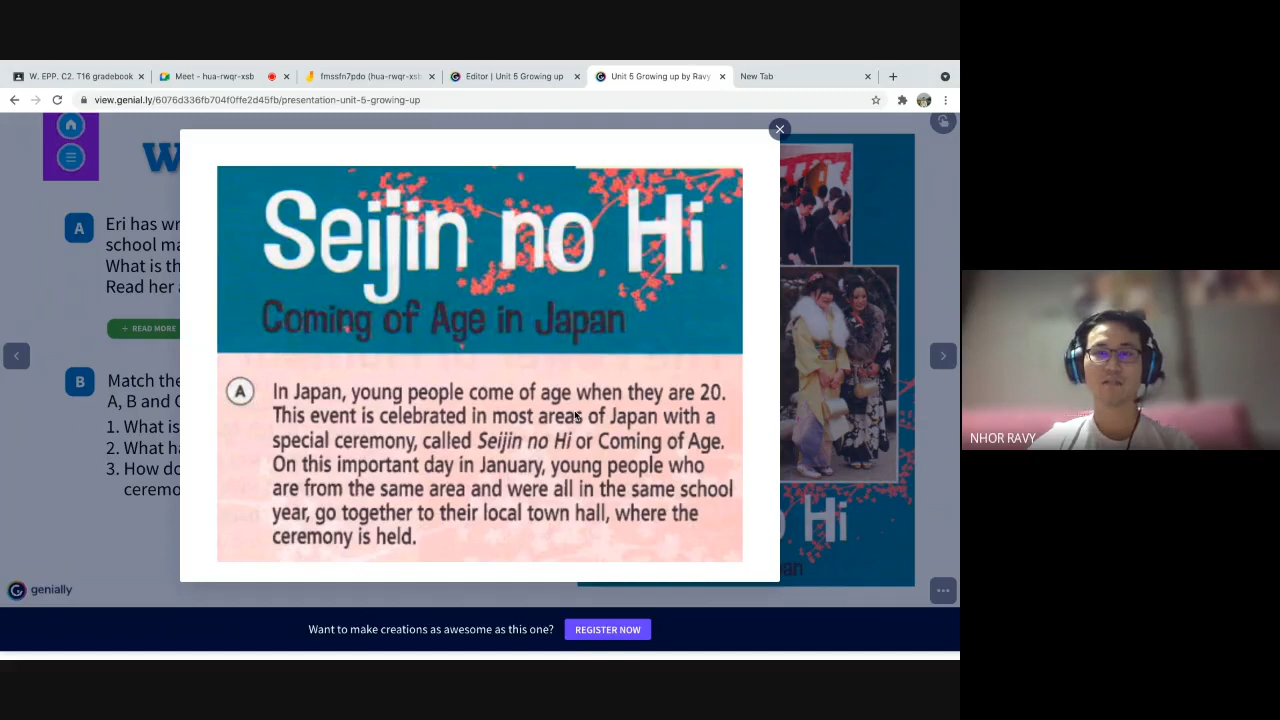 W. EPP. C2. T16 gradebook
Meet - hua-rwqr-xsb
fmssfn7pdo (hua-rwqr-xsb
Editor | Unit 5 Growing up
Unit 5 Growing up by Ravy
New Tab
view.genial.ly/6076d336fb704f0ffe2d45fb/presentation-unit-5-growing-up
W
A
Eri has wr
school ma
What is th
Read her
+ READ MORE
B
Match the
A, B and
1. What is
2. What h
3. How do
ceremo
Seijin no Hi
Coming of Age in Japan
A
In Japan, young people come of age when they are 20.
This event is celebrated in most areas of Japan with a
special ceremony, called Seijin no Hi or Coming of Age.
On this important day in January, young people who
are from the same area and were all in the same school
year, go together to their local town hall, where the
ceremony is held.
Hi
an
genially
Want to make creations as awesome as this one?
REGISTER NOW
NHOR RAVY